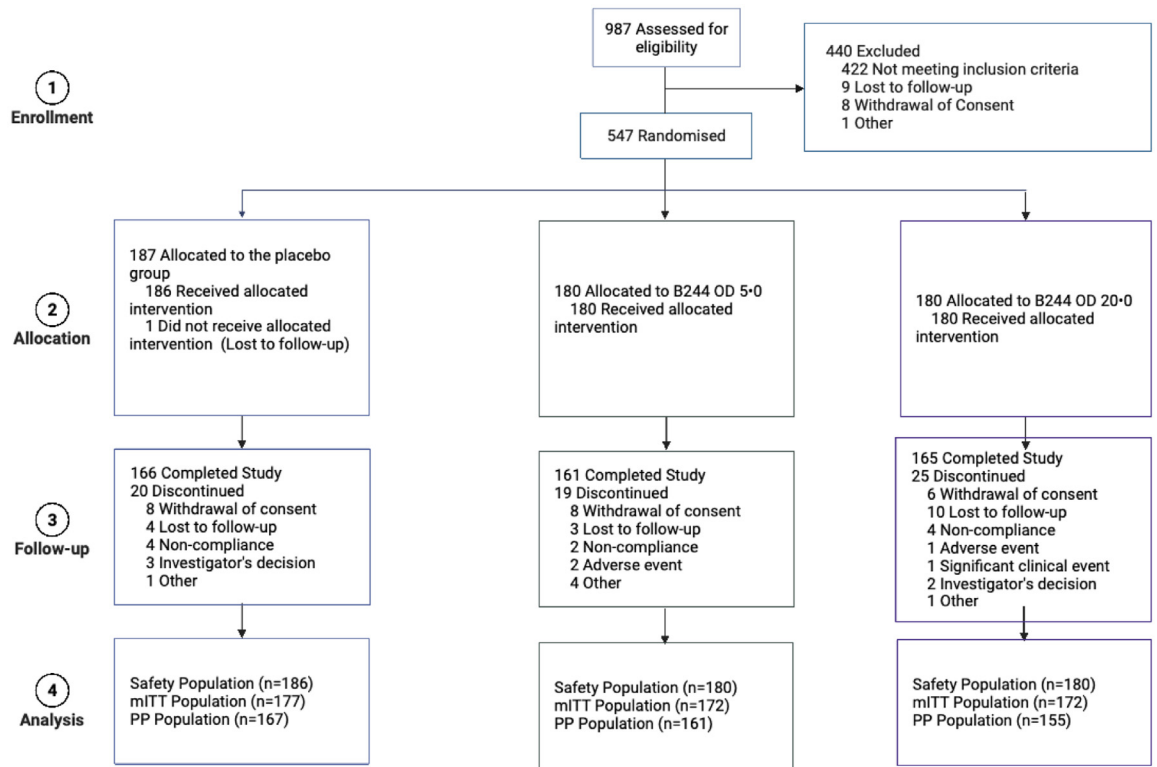 987 Assessed for
eligibility
440 Excluded
422 Not meeting inclusion criteria
9 Lost to follow-up
8 Withdrawal of Consent
1 Other
1
Enrollment
547 Randomised
187 Allocated to the placebo
group
186 Received allocated
intervention
1 Did not receive allocated
intervention (Lost to follow-up)
180 Allocated to B244 OD 5•0
180 Received allocated
intervention
180 Allocated to B244 OD 20•0
180 Received allocated
intervention
2
Allocation
166 Completed Study
20 Discontinued
8 Withdrawal of consent
4 Lost to follow-up
4 Non-compliance
3 Investigator's decision
1 Other
161 Completed Study
19 Discontinued
8 Withdrawal of consent
3 Lost to follow-up
2 Non-compliance
2 Adverse event
4 Other
165 Completed Study
25 Discontinued
6 Withdrawal of consent
10 Lost to follow-up
4 Non-compliance
1 Adverse event
1 Significant clinical event
2 Investigator's decision
1 Other
3
Follow-up
4
Analysis
Safety Population (n=186)
mITT Population (n=177)
PP Population (n=167)
Safety Population (n=180)
mITT Population (n=172)
PP Population (n=161)
Safety Population (n=180)
mITT Population (n=172)
PP Population (n=155)